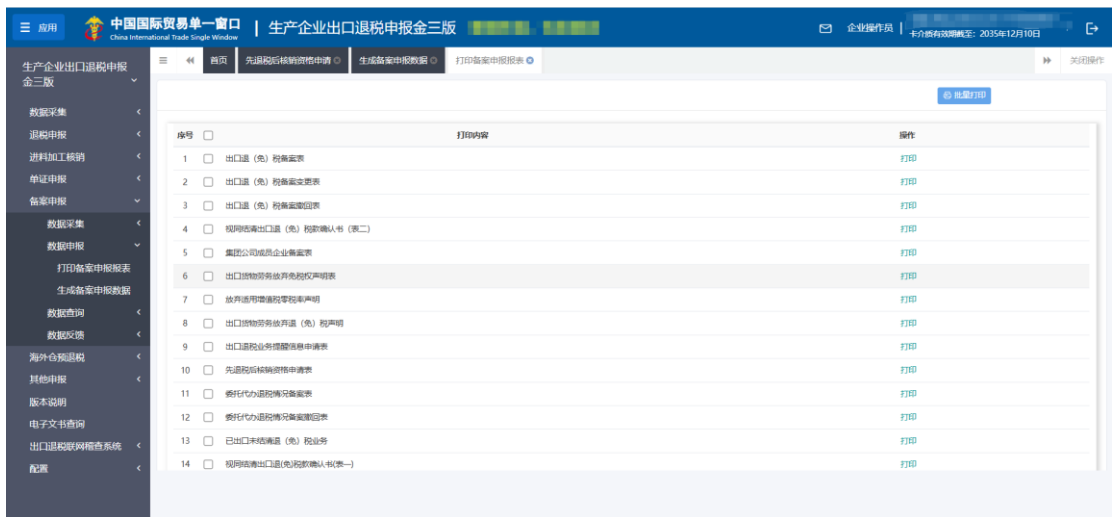 应用 中国国际贸易单一窗口 China International Trade Single Window 生产企业出口退税申报金三版 企业操作员 卡介质有效期截至：2035年12月10日
生产企业出口退税申报金三版
首页 先退税后核销资格申请 生成备案申报数据 打印备案申报报表 关闭操作
批量打印
数据采集
退税申报
进料加工核销
单证申报
备案申报
数据采集
数据申报
打印备案申报报表
生成备案申报数据
数据查询
数据反馈
海外仓预退税
其他申报
版本说明
电子文书查询
出口退税联网稽查系统
配置
序号 打印内容 操作
1 出口退（免）税备案表 打印
2 出口退（免）税备案变更表 打印
3 出口退（免）税备案撤回表 打印
4 视同结清出口退（免）税款确认书（表二） 打印
5 集团公司成员企业备案表 打印
6 出口货物劳务放弃免税权声明表 打印
7 放弃适用增值税零税率声明 打印
8 出口货物劳务放弃退（免）税声明 打印
9 出口退税业务提醒信息申请表 打印
10 先退税后核销资格申请表 打印
11 委托代办退税情况备案表 打印
12 委托代办退税情况备案撤回表 打印
13 已出口未结清退（免）税业务 打印
14 视同结清出口退(免)税款确认书(表一) 打印